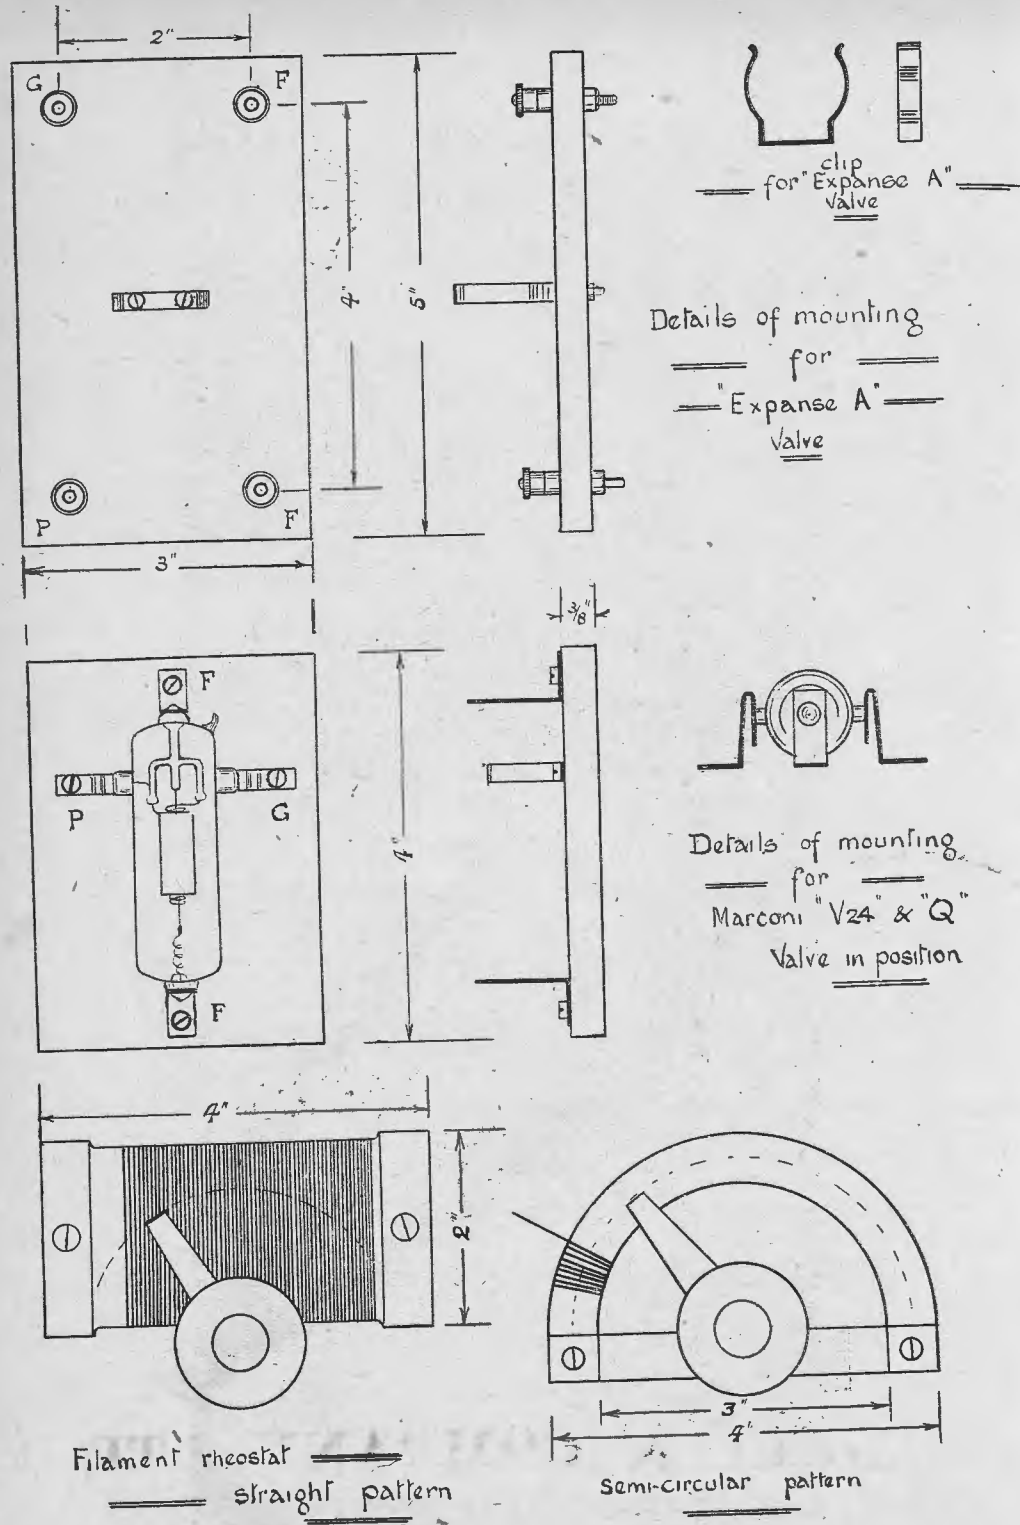 2"
G
F
4"
5"
P
F
3"
clip
for "Expanse A"
Valve
Details of mounting
for
"Expanse A"
Valve
3/8"
F
P
G
F
4"
Details of mounting
for
Marconi "V24" & "Q"
Valve in position
4"
2"
3"
4"
Filament rheostat
straight pattern
Semi-circular pattern